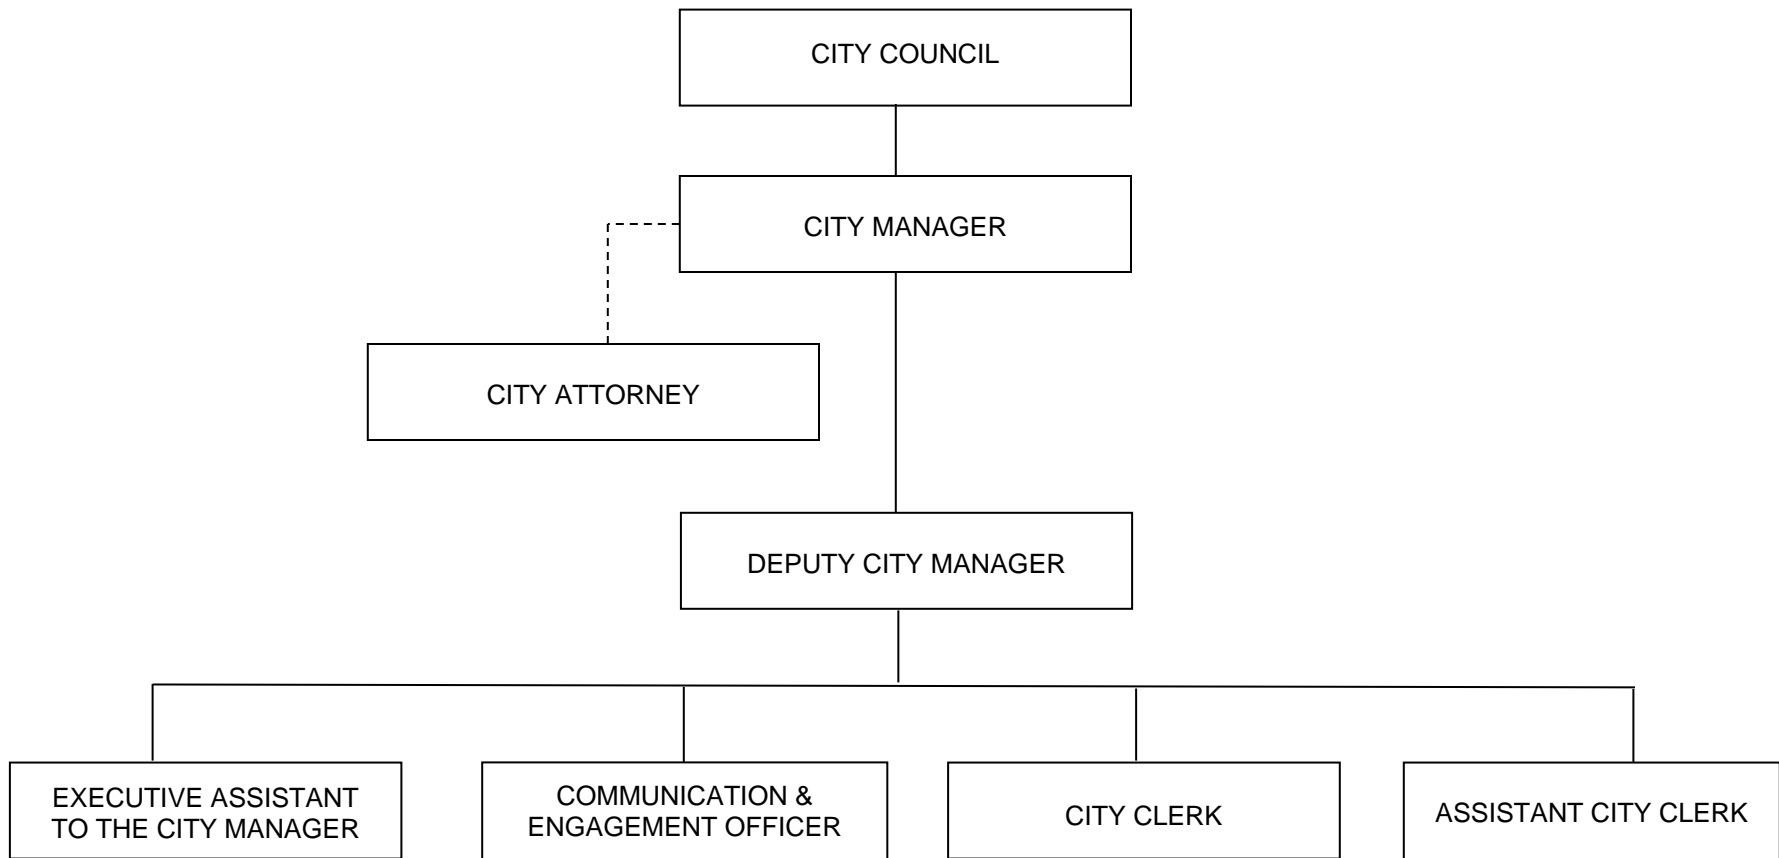 CITY COUNCIL
CITY MANAGER
CITY ATTORNEY
DEPUTY CITY MANAGER
EXECUTIVE ASSISTANT
TO THE CITY MANAGER
COMMUNICATION &
ENGAGEMENT OFFICER
CITY CLERK
ASSISTANT CITY CLERK